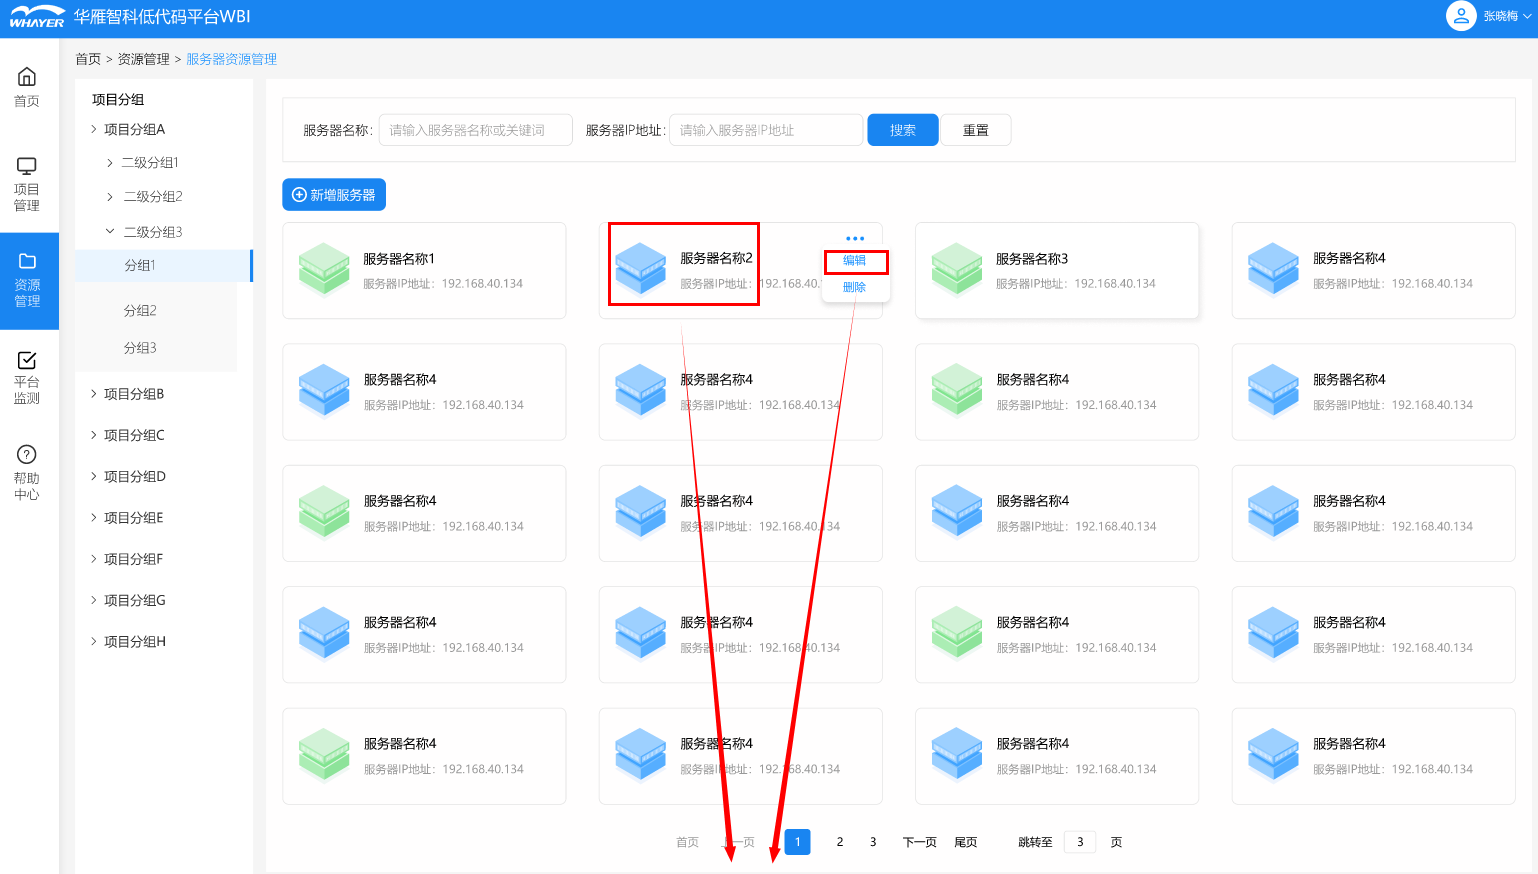 WHAYER 华雁智科低代码平台WBI
张晓梅
首页 > 资源管理 > 服务器资源管理
首页
项目
管理
资源
管理
平台
监测
帮助
中心
项目分组
项目分组A
二级分组1
二级分组2
二级分组3
分组1
分组2
分组3
项目分组B
项目分组C
项目分组D
项目分组E
项目分组F
项目分组G
项目分组H
服务器名称: 请输入服务器名称或关键词 服务器IP地址: 请输入服务器IP地址 搜索 重置
新增服务器
服务器名称1
服务器IP地址: 192.168.40.134
服务器名称2
服务器IP地址: 192.168.40.
编辑
删除
服务器名称3
服务器IP地址: 192.168.40.134
服务器名称4
服务器IP地址: 192.168.40.134
服务器名称4
服务器IP地址: 192.168.40.134
服务器名称4
服务器IP地址: 192.168.40.134
服务器名称4
服务器IP地址: 192.168.40.134
服务器名称4
服务器IP地址: 192.168.40.134
服务器名称4
服务器IP地址: 192.168.40.134
服务器名称4
服务器IP地址: 192.168.40.134
服务器名称4
服务器IP地址: 192.168.40.134
服务器名称4
服务器IP地址: 192.168.40.134
服务器名称4
服务器IP地址: 192.168.40.134
服务器名称4
服务器IP地址: 192.168.40.134
服务器名称4
服务器IP地址: 192.168.40.134
服务器名称4
服务器IP地址: 192.168.40.134
服务器名称4
服务器IP地址: 192.168.40.134
服务器名称4
服务器IP地址: 192.168.40.134
服务器名称4
服务器IP地址: 192.168.40.134
服务器名称4
服务器IP地址: 192.168.40.134
首页 上一页 1 2 3 下一页 尾页 跳转至 3 页